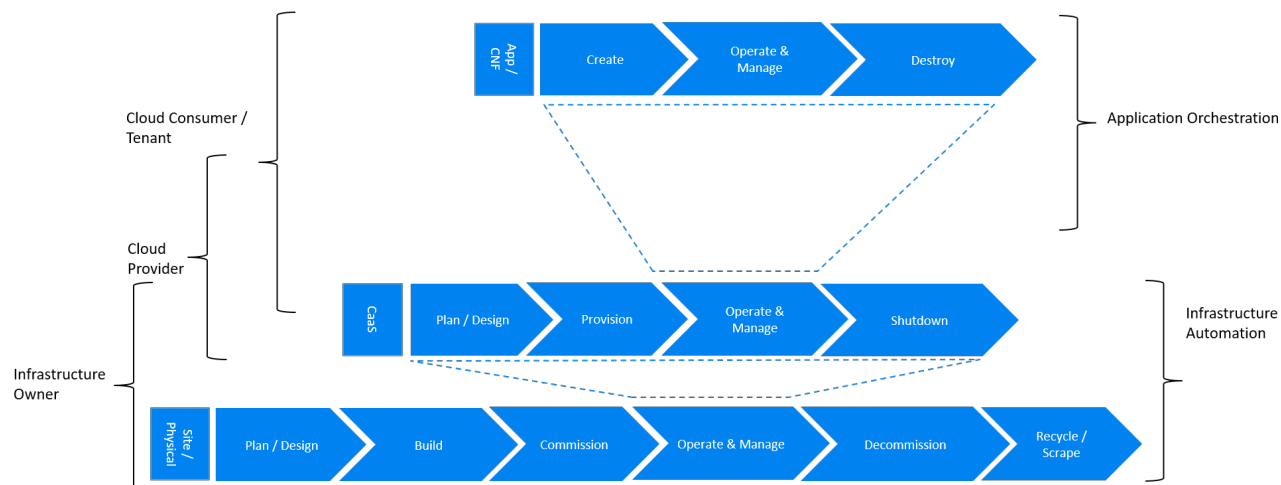 App /
CNF
Create
Operate &
Manage
Destroy
Cloud Consumer /
Tenant
Application Orchestration
Cloud
Provider
CaaS
Plan / Design
Provision
Operate &
Manage
Shutdown
Infrastructure
Automation
Infrastructure
Owner
Site /
Physical
Plan / Design
Build
Commission
Operate & Manage
Decommission
Recycle /
Scrape